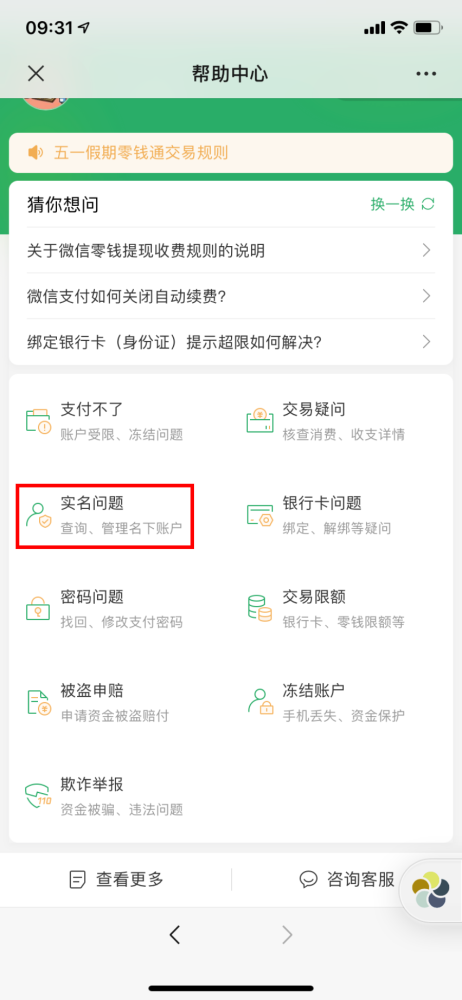 09:31
帮助中心
五一假期零钱通交易规则
猜你想问
换一换
关于微信零钱提现收费规则的说明
微信支付如何关闭自动续费?
绑定银行卡（身份证）提示超限如何解决?
支付不了
账户受限、冻结问题
交易疑问
核查消费、收支详情
实名问题
查询、管理名下账户
银行卡问题
绑定、解绑等疑问
密码问题
找回、修改支付密码
交易限额
银行卡、零钱限额等
被盗申赔
申请资金被盗赔付
冻结账户
手机丢失、资金保护
欺诈举报
110
资金被骗、违法问题
查看更多
咨询客服